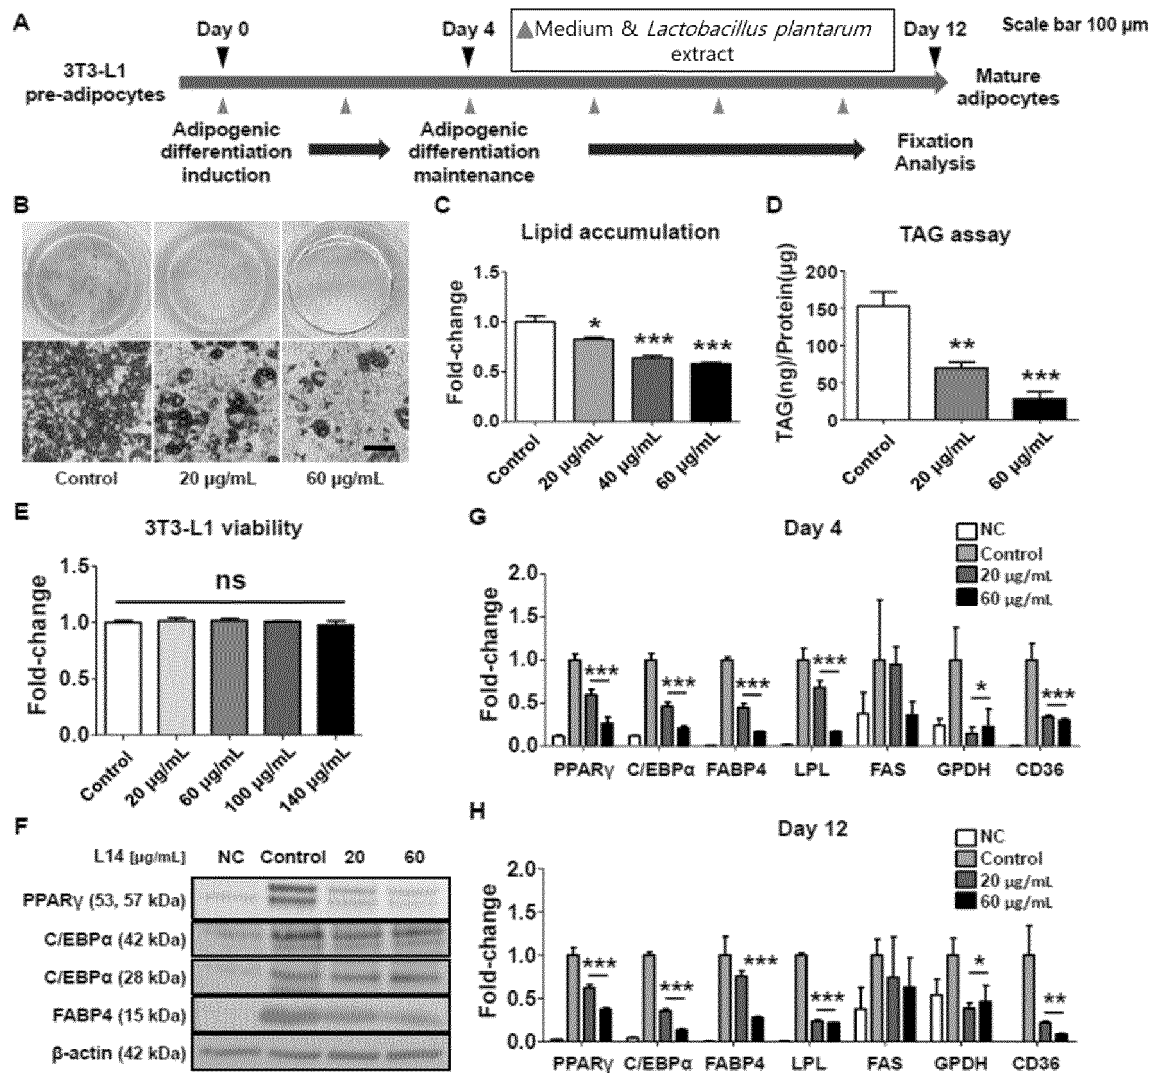 A
Day 0
Day 4
Medium & Lactobacillus plantarum
extract
Day 12
Scale bar 100 μm
3T3-L1
pre-adipocytes
Mature
adipocytes
Adipogenic
differentiation
induction
Adipogenic
differentiation
maintenance
Fixation
Analysis
B
Control
20 μg/mL
60 μg/mL
C
Lipid accumulation
Fold-change
1.5
1.0
0.5
0.0
*
***
***
Control
20 μg/mL
40 μg/mL
60 μg/mL
D
TAG assay
TAG(ng)/Protein(μg)
200
150
100
50
0
**
***
Control
20 μg/mL
60 μg/mL
E
3T3-L1 viability
Fold-change
1.5
1.0
0.5
0.0
ns
Control
20 μg/mL
60 μg/mL
100 μg/mL
140 μg/mL
F
L14 [μg/mL]
NC Control 20 60
PPARγ (53, 57 kDa)
C/EBPα (42 kDa)
C/EBPα (28 kDa)
FABP4 (15 kDa)
β-actin (42 kDa)
G
Day 4
NC
Control
20 μg/mL
60 μg/mL
Fold-change
2.0
1.5
1.0
0.5
0.0
*** *** *** *** * ***
PPARγ C/EBPα FABP4 LPL FAS GPDH CD36
H
Day 12
NC
Control
20 μg/mL
60 μg/mL
Fold-change
2.0
1.5
1.0
0.5
0.0
*** *** *** *** * **
PPARγ C/EBPα FABP4 LPL FAS GPDH CD36